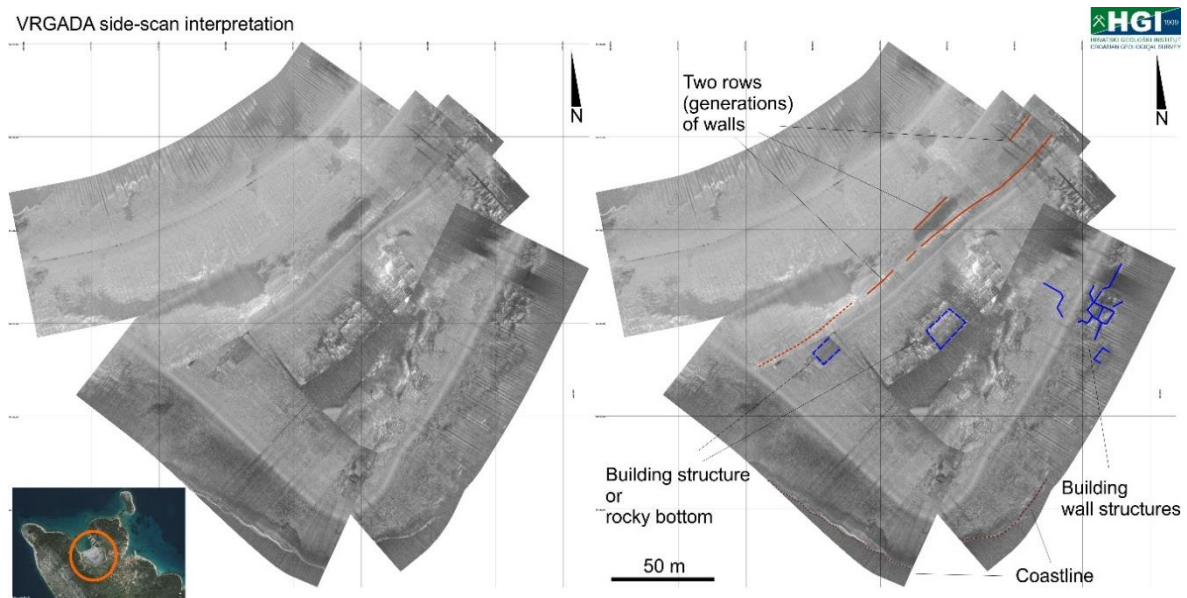 VRGADA side-scan interpretation
HGI 1909
HRVATSKI GEOLOŠKI INSTITUT
CROATIAN GEOLOGICAL SURVEY
N
Two rows
(generations)
of walls
N
Building structure
or
rocky bottom
Building
wall structures
50 m
Coastline